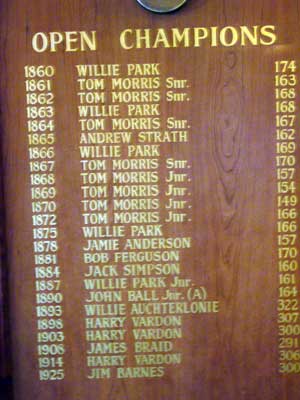 OPEN CHAMPIONS
1860 WILLIE PARK 174
1861 TOM MORRIS Snr. 163
1862 TOM MORRIS Snr. 168
1863 WILLIE PARK 168
1864 TOM MORRIS Snr. 167
1865 ANDREW STRATH 162
1866 WILLIE PARK 169
1867 TOM MORRIS Snr. 170
1868 TOM MORRIS Jnr. 157
1869 TOM MORRIS Jnr. 154
1870 TOM MORRIS Jnr. 149
1872 TOM MORRIS Jnr. 166
1875 WILLIE PARK 166
1878 JAMIE ANDERSON 157
1881 BOB FERGUSON 170
1884 JACK SIMPSON 160
1887 WILLIE PARK Jnr. 161
1890 JOHN BALL Jnr. (A) 164
1893 WILLIE AUCHTERLONIE 322
1898 HARRY VARDON 307
1903 HARRY VARDON 300
1908 JAMES BRAID 291
1914 HARRY VARDON 306
1925 JIM BARNES 300